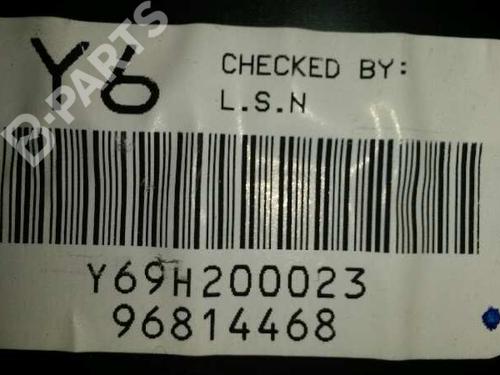 B-PARTS
Y6
CHECKED BY:
L.S.N
Y69H200023
96814468